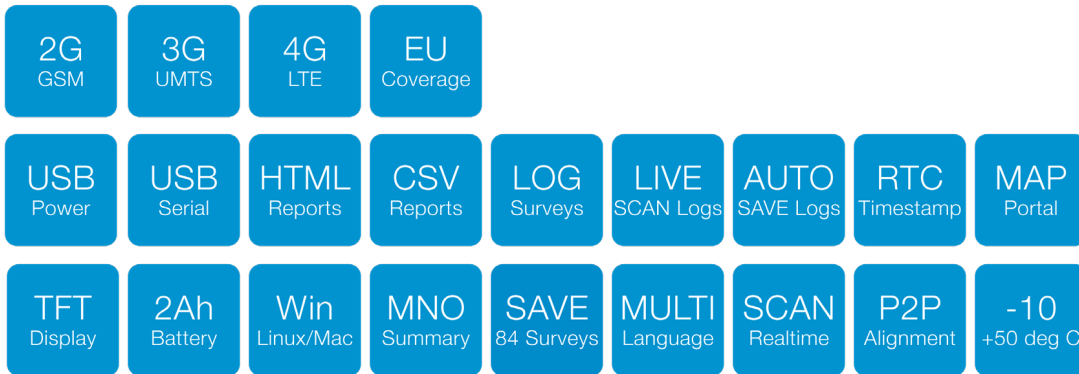 2G 3G 4G EU
GSM UMTS LTE Coverage
USB USB HTML CSV LOG LIVE AUTO RTC MAP
Power Serial Reports Reports Surveys SCAN Logs SAVE Logs Timestamp Portal
TFT 2Ah Win MNO SAVE MULTI SCAN P2P -10
Display Battery Linux/Mac Summary 84 Surveys Language Realtime Alignment +50 deg C